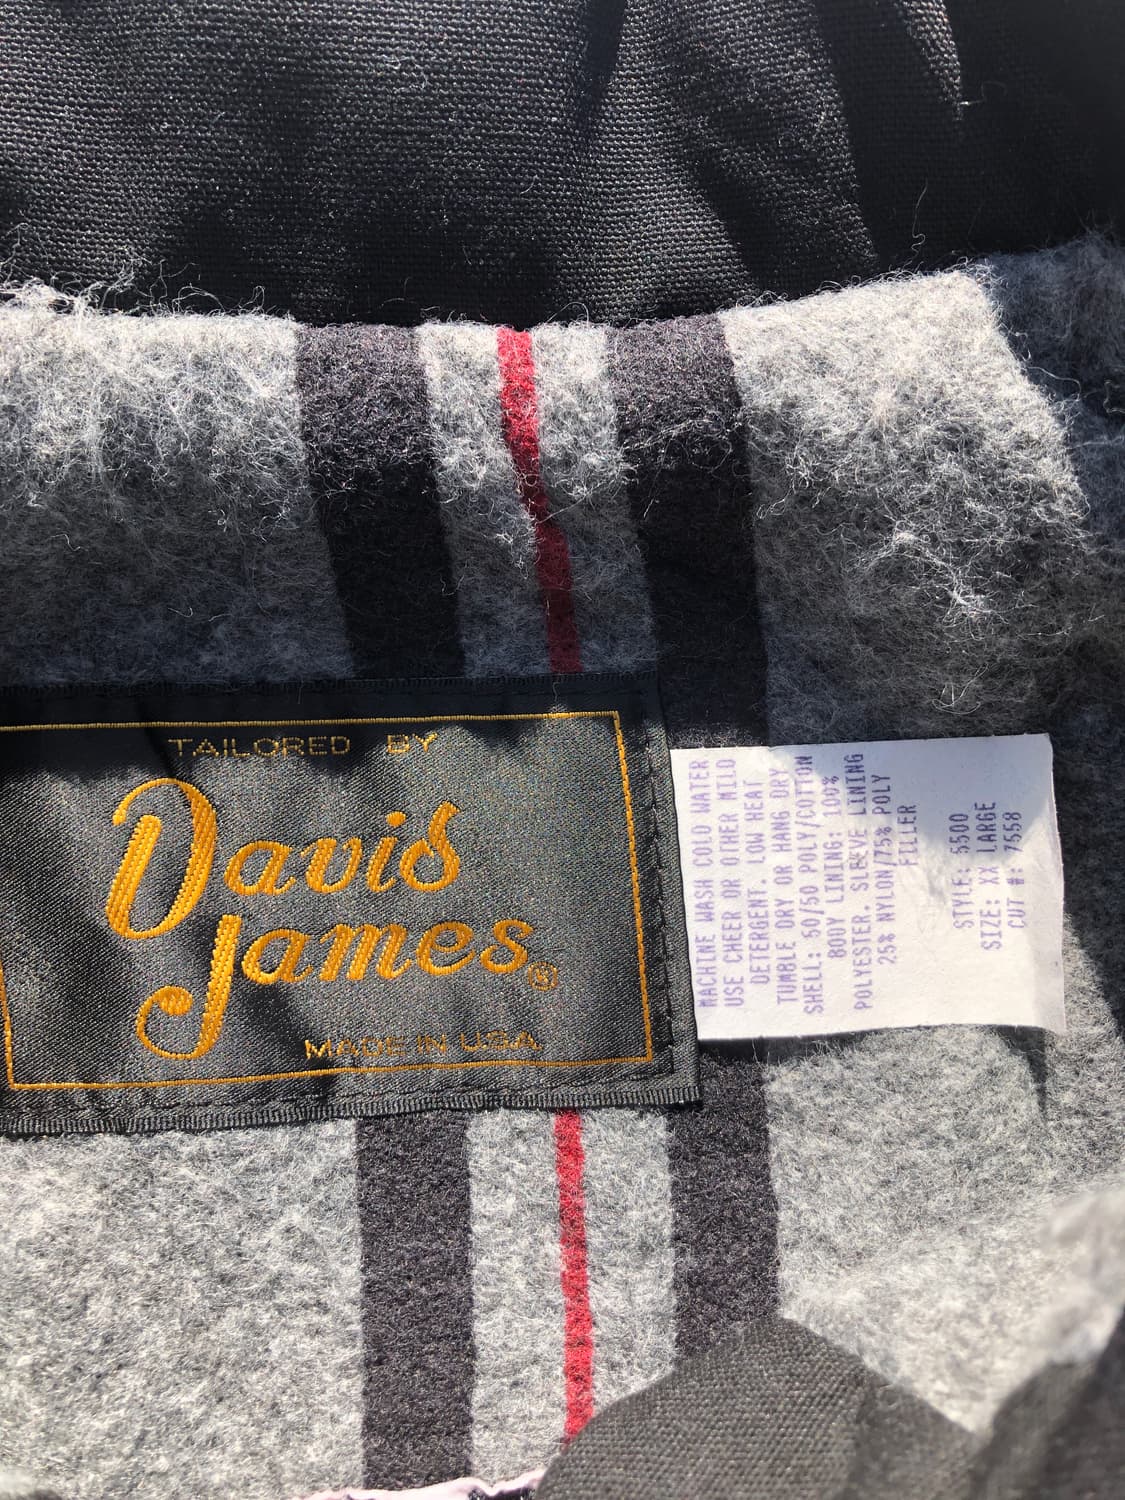 TAILORED BY
David
James®
MADE IN USA
MACHINE WASH COLD WATER
USE CHEER OR OTHER MILD
DETERGENT. LOW HEAT
TUMBLE DRY OR HANG DRY
SHELL: 50/50 POLY/COTTON
BODY LINING: 100%
POLYESTER. SLEEVE LINING
25% NYLON/75% POLY
FILLER
STYLE: 5500
SIZE: XX LARGE
CUT #: 7558